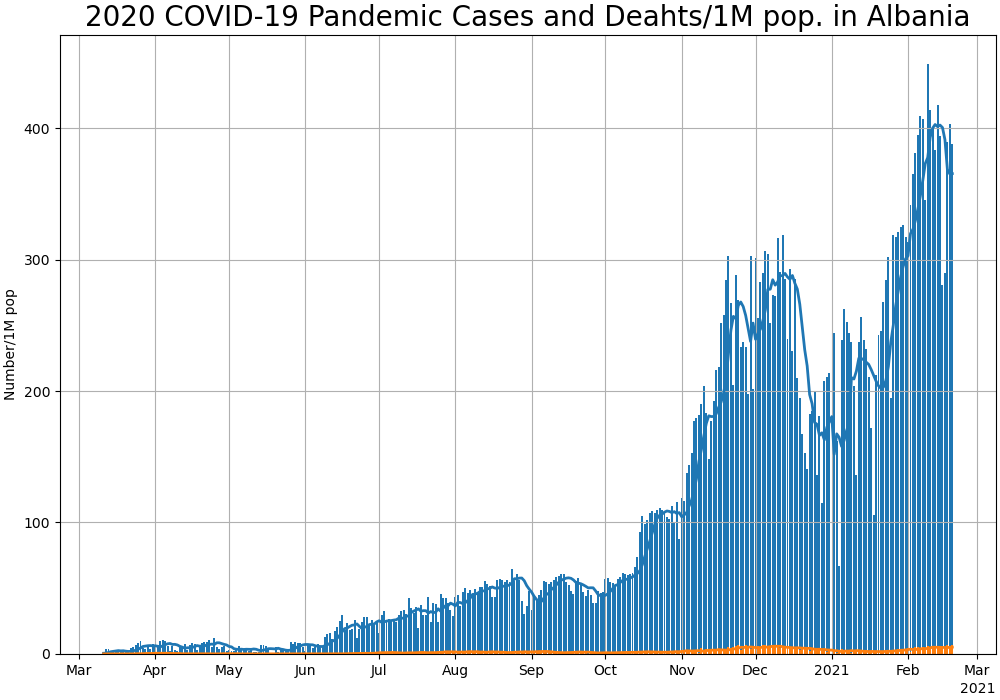 2020 COVID-19 Pandemic Cases and Deahts/1M pop. in Albania
Number/1M pop
400
300
200
100
0
Mar Apr May Jun Jul Aug Sep Oct Nov Dec 2021 Feb Mar
2021